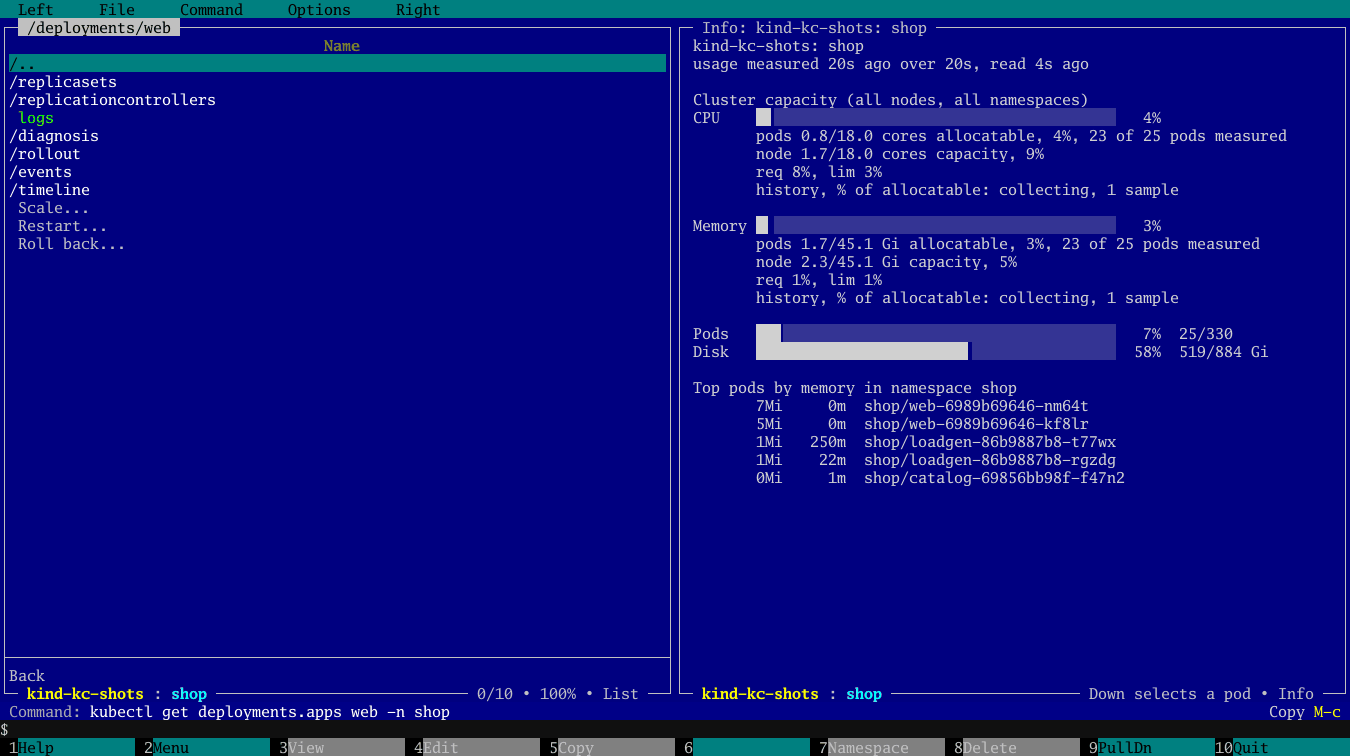 Left File Command Options Right
/deployments/web
Name
/..
/replicasets
/replicationcontrollers
logs
/diagnosis
/rollout
/events
/timeline
Scale...
Restart...
Roll back...
Back
kind-kc-shots : shop 0/10 • 100% • List
Info: kind-kc-shots: shop
kind-kc-shots: shop
usage measured 20s ago over 20s, read 4s ago
Cluster capacity (all nodes, all namespaces)
CPU 4%
pods 0.8/18.0 cores allocatable, 4%, 23 of 25 pods measured
node 1.7/18.0 cores capacity, 9%
req 8%, lim 3%
history, % of allocatable: collecting, 1 sample
Memory 3%
pods 1.7/45.1 Gi allocatable, 3%, 23 of 25 pods measured
node 2.3/45.1 Gi capacity, 5%
req 1%, lim 1%
history, % of allocatable: collecting, 1 sample
Pods 7% 25/330
Disk 58% 519/884 Gi
Top pods by memory in namespace shop
7Mi 0m shop/web-6989b69646-nm64t
5Mi 0m shop/web-6989b69646-kf8lr
1Mi 250m shop/loadgen-86b9887b8-t77wx
1Mi 22m shop/loadgen-86b9887b8-rgzdg
0Mi 1m shop/catalog-69856bb98f-f47n2
kind-kc-shots : shop Down selects a pod • Info
Command: kubectl get deployments.apps web -n shop Copy M-c
$
1Help 2Menu 3View 4Edit 5Copy 6 7Namespace 8Delete 9PullDn 10Quit